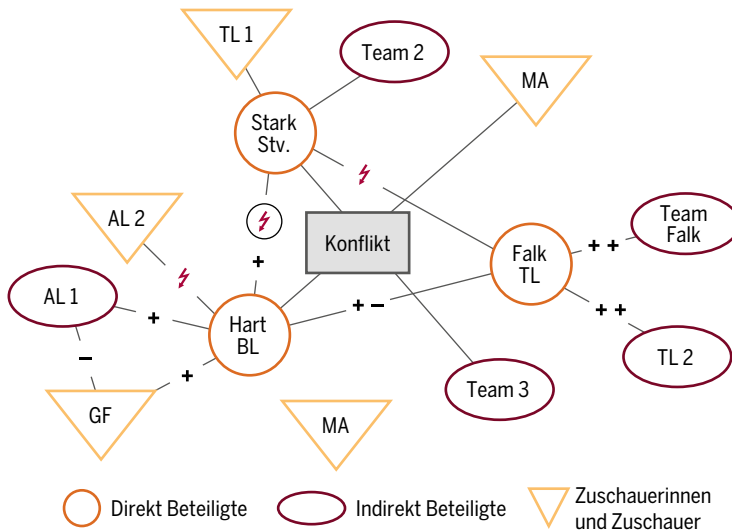 TL 1
Team 2
MA
Stark
Stv.
AL 2
Team
Falk
Konflikt
Falk
TL
+ +
+
AL 1
+
Hart
BL
+ −
+ +
−
TL 2
GF
+
Team 3
MA
Direkt Beteiligte
Indirekt Beteiligte
Zuschauerinnen
und Zuschauer